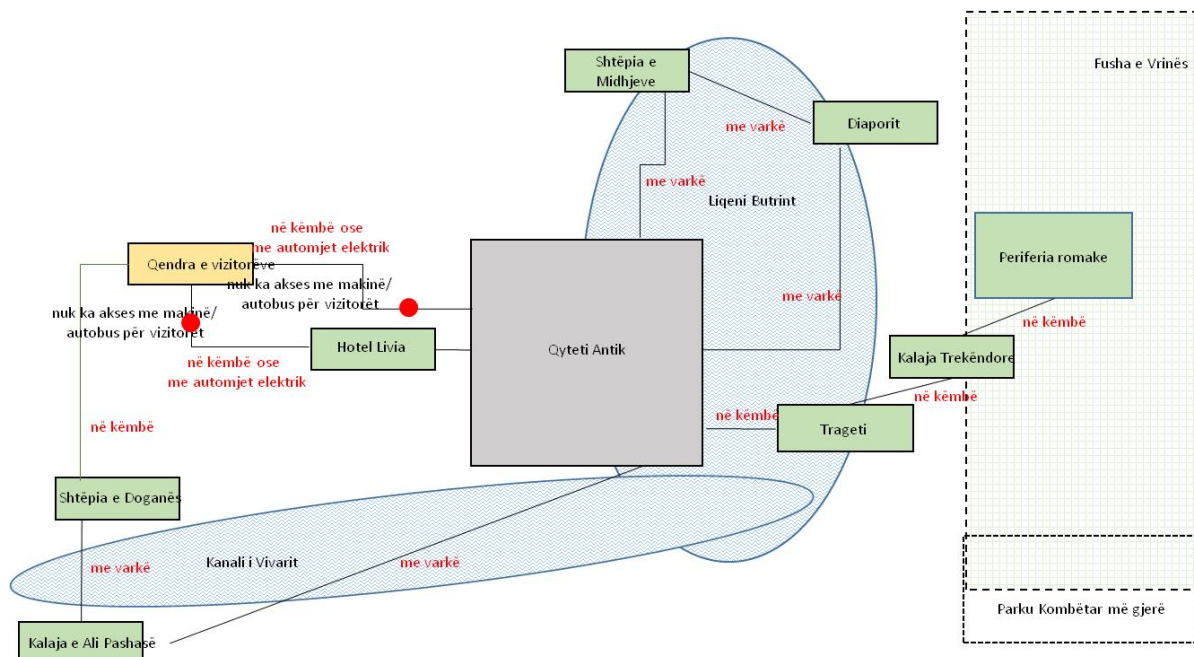 Shtëpia e
Midhjeve
Fusha e Vrinës
me varkë
Diaporit
me varkë
Liqeni Butrint
në këmbë ose
me automjet elektrik
Qendra e vizitorëve
nuk ka akses me makinë/
autobus për vizitorët
Periferia romake
me varkë
nuk ka akses me makinë/
autobus për vizitorët
në këmbë
Hotel Livia
Qyteti Antik
Kalaja Trekëndore
në këmbë ose
me automjet elektrik
në këmbë
në këmbë
Trageti
në këmbë
Shtëpia e Doganës
Kanali i Vivarit
me varkë
me varkë
Parku Kombëtar më gjerë
Kalaja e Ali Pashasë